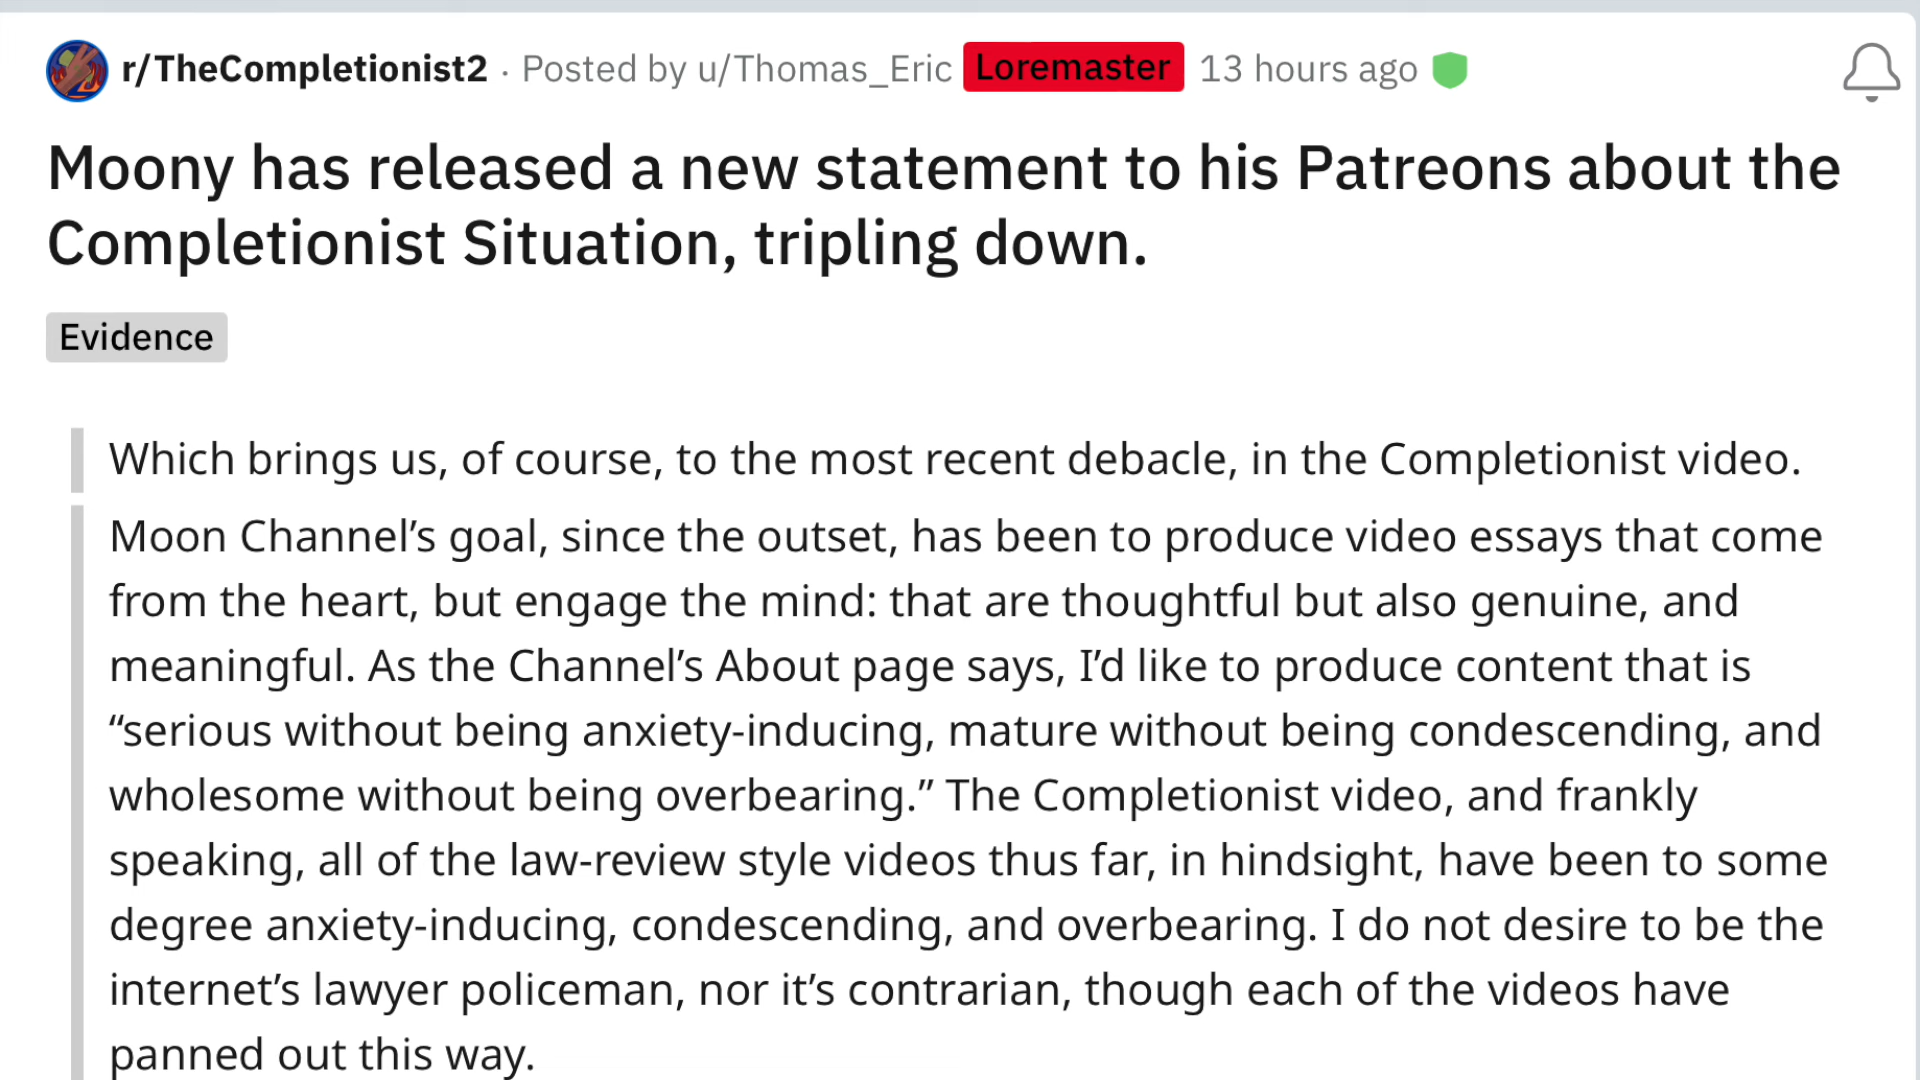 r/TheCompletionist2 · Posted by u/Thomas_Eric Loremaster 13 hours ago
Moony has released a new statement to his Patreons about the
Completionist Situation, tripling down.
Evidence
Which brings us, of course, to the most recent debacle, in the Completionist video.
Moon Channel’s goal, since the outset, has been to produce video essays that come
from the heart, but engage the mind: that are thoughtful but also genuine, and
meaningful. As the Channel’s About page says, I’d like to produce content that is
“serious without being anxiety-inducing, mature without being condescending, and
wholesome without being overbearing.” The Completionist video, and frankly
speaking, all of the law-review style videos thus far, in hindsight, have been to some
degree anxiety-inducing, condescending, and overbearing. I do not desire to be the
internet’s lawyer policeman, nor it’s contrarian, though each of the videos have
panned out this way.